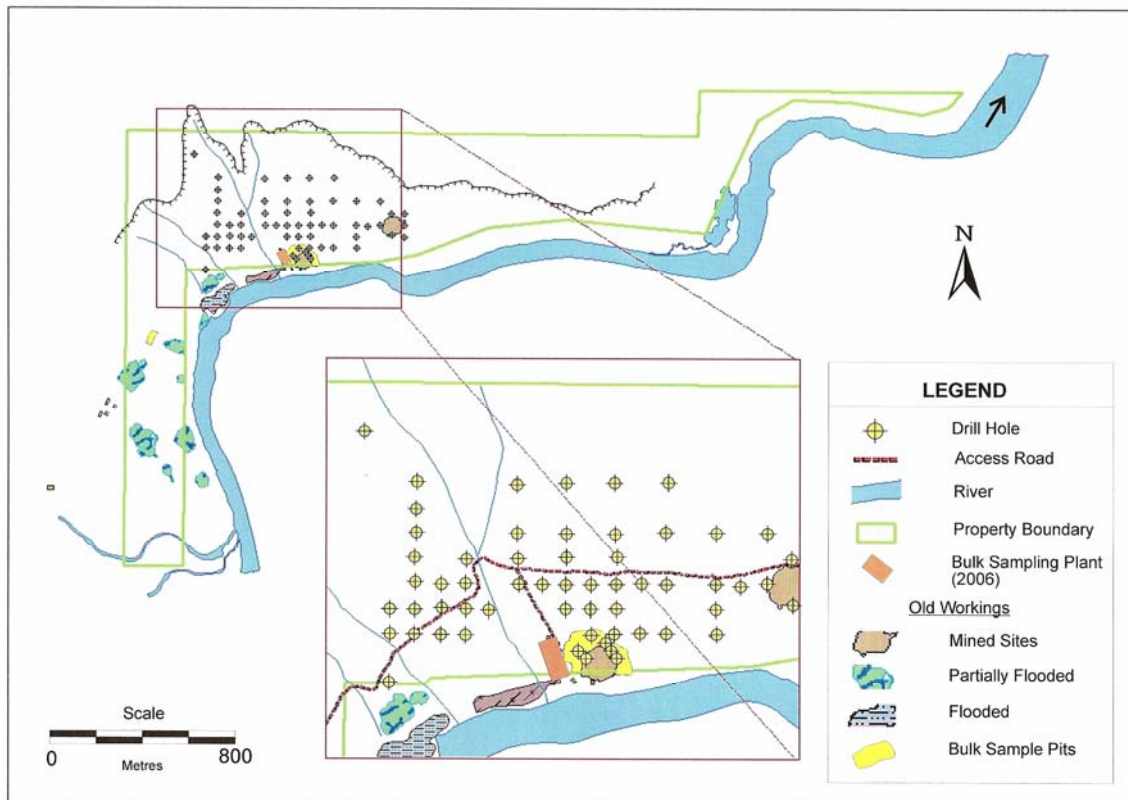 N
LEGEND
Drill Hole
Access Road
River
Property Boundary
Bulk Sampling Plant
(2006)
Old Workings
Mined Sites
Partially Flooded
Flooded
Bulk Sample Pits
Scale
0 800
Metres